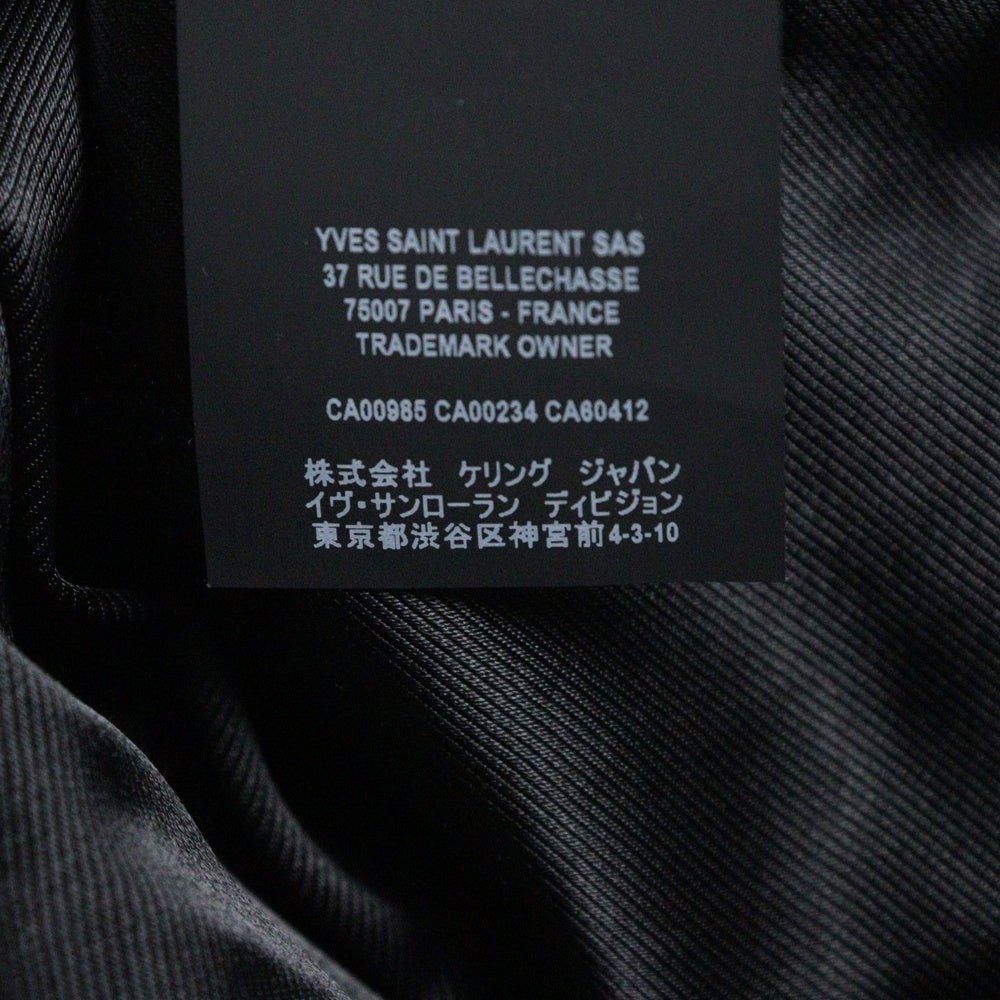 YVES SAINT LAURENT SAS
37 RUE DE BELLECHASSE
75007 PARIS - FRANCE
TRADEMARK OWNER
CA00985 CA00234 CA60412
株式会社　ケリング　ジャパン
イヴ・サンローラン　ディビジョン
東京都渋谷区神宮前4-3-10